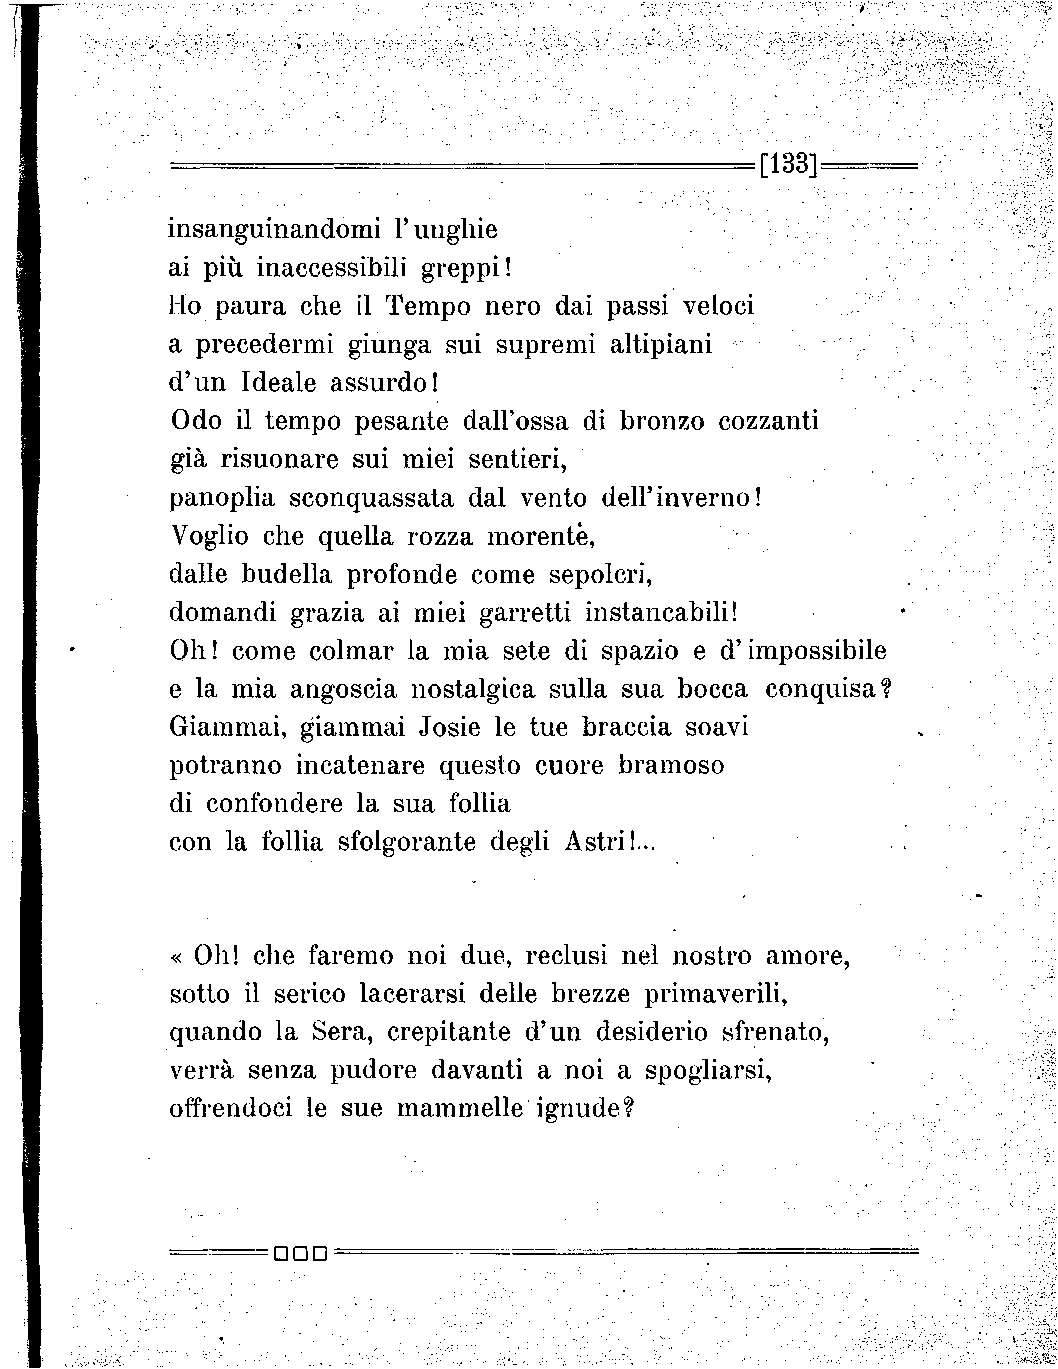 [133]
insanguinandomi l'unghie
ai più inaccessibili greppi!
Ho paura che il Tempo nero dai passi veloci
a precedermi giunga sui supremi altipiani
d'un Ideale assurdo!
Odo il tempo pesante dall'ossa di bronzo cozzanti
già risuonare sui miei sentieri,
panoplia sconquassata dal vento dell'inverno!
Voglio che quella rozza morentè,
dalle budella profonde come sepolcri,
domandi grazia ai miei garretti instancabili!
Oh! come colmar la mia sete di spazio e d'impossibile
e la mia angoscia nostalgica sulla sua bocca conquisa?
Giammai, giammai Josie le tue braccia soavi
potranno incatenare questo cuore bramoso
di confondere la sua follia
con la follia sfolgorante degli Astri!...
« Oh! che faremo noi due, reclusi nel nostro amore,
sotto il serico lacerarsi delle brezze primaverili,
quando la Sera, crepitante d'un desiderio sfrenato,
verrà senza pudore davanti a noi a spogliarsi,
offrendoci le sue mammelle ignude?